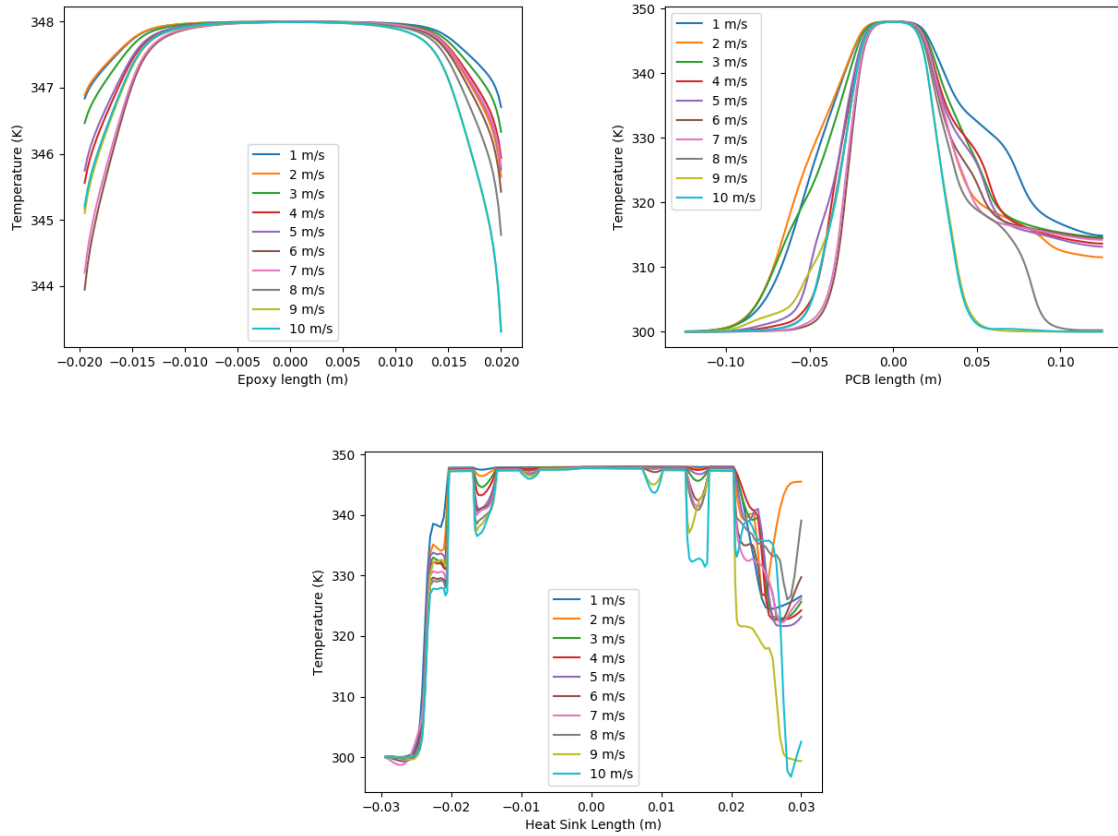 348
347
346
345
344
Temperature (K)
1 m/s
2 m/s
3 m/s
4 m/s
5 m/s
6 m/s
7 m/s
8 m/s
9 m/s
10 m/s
−0.020 −0.015 −0.010 −0.005 0.000 0.005 0.010 0.015 0.020
Epoxy length (m)
350
340
330
320
310
300
Temperature (K)
1 m/s
2 m/s
3 m/s
4 m/s
5 m/s
6 m/s
7 m/s
8 m/s
9 m/s
10 m/s
−0.10 −0.05 0.00 0.05 0.10
PCB length (m)
350
340
330
320
310
300
Temperature (K)
1 m/s
2 m/s
3 m/s
4 m/s
5 m/s
6 m/s
7 m/s
8 m/s
9 m/s
10 m/s
−0.03 −0.02 −0.01 0.00 0.01 0.02 0.03
Heat Sink Length (m)